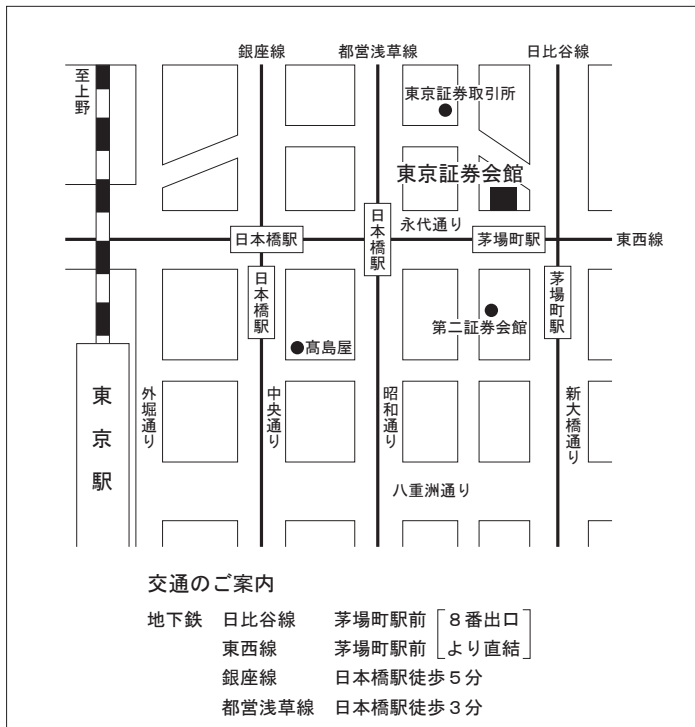 銀座線
都営浅草線
日比谷線
至上野
東京証券取引所
東京証券会館
永代通り
日本橋駅
日本橋駅
茅場町駅
東西線
日本橋駅
茅場町駅
第二証券会館
髙島屋
東京駅
外堀通り
中央通り
昭和通り
新大橋通り
八重洲通り
交通のご案内
地下鉄 日比谷線 茅場町駅前 [8番出口
東西線 茅場町駅前 より直結]
銀座線 日本橋駅徒歩5分
都営浅草線 日本橋駅徒歩3分